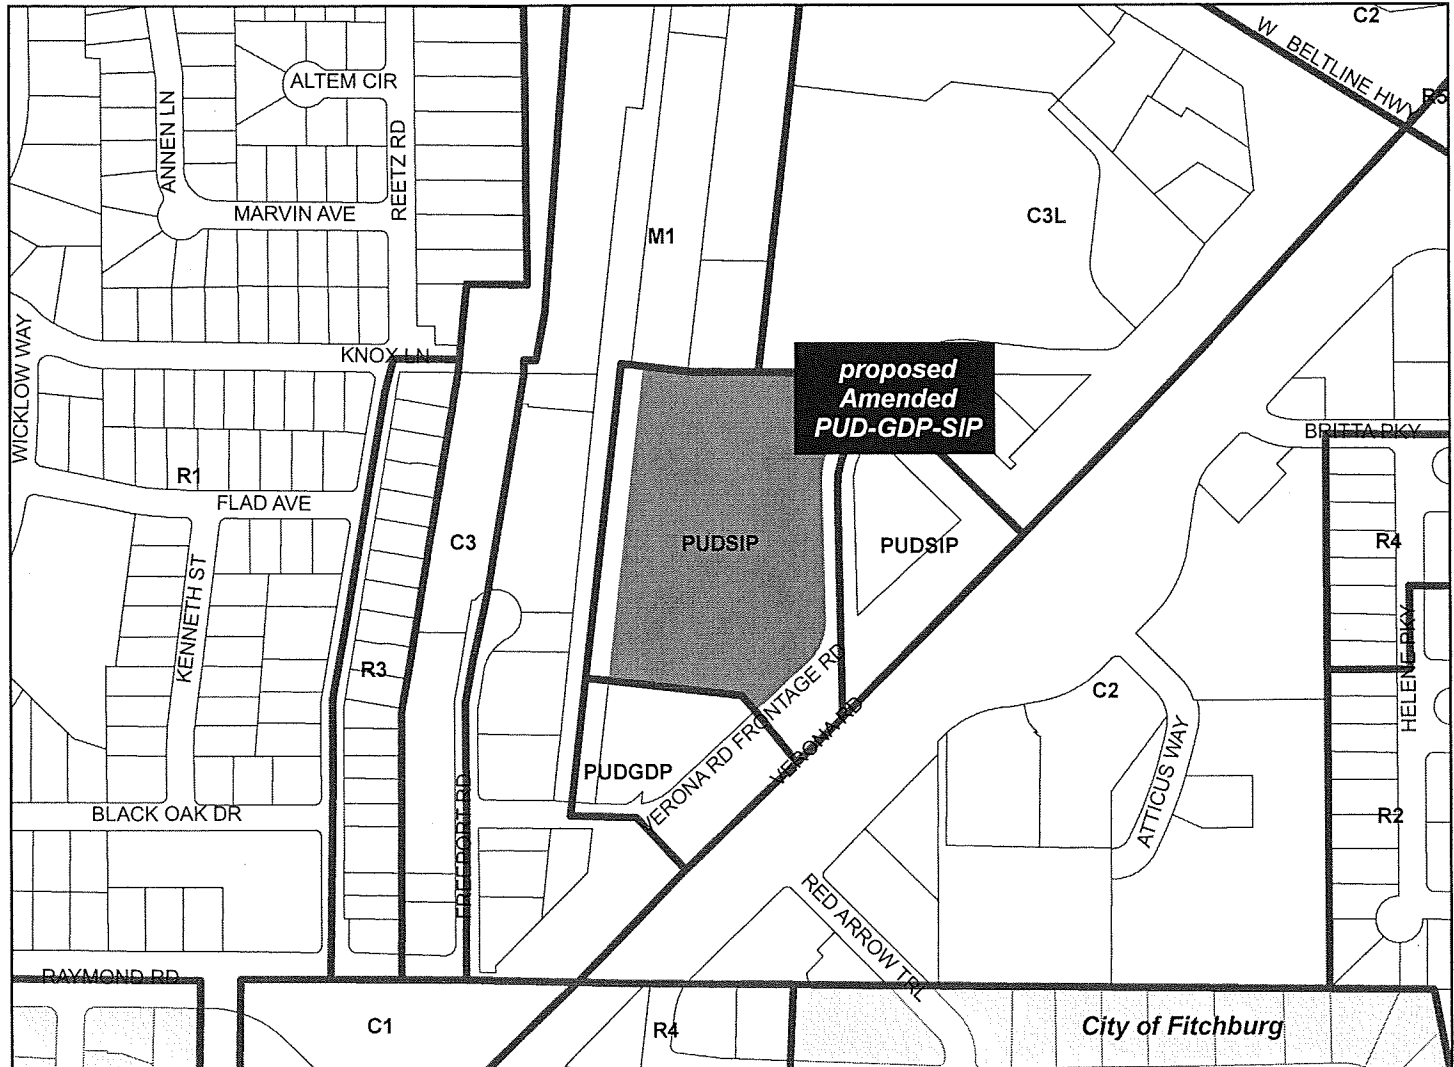 C2
W BELTLINE HWY
R5
ALTEM CIR
ANNEN LN
REETZ RD
MARVIN AVE
M1
C3L
WICKLOW WAY
KNOX LN
proposed
Amended
PUD-GDP-SIP
BRITTA PKY
R1
FLAD AVE
C3
PUDSIP
PUDSIP
R4
KENNETH ST
R3
HELENE PKY
C2
VERONA RD FRONTAGE RD
VERONA RD
ATTICUS WAY
PUDGDP
BLACK OAK DR
FREEPORT RD
R2
RED ARROW TRL
RAYMOND RD
C1
R4
City of Fitchburg